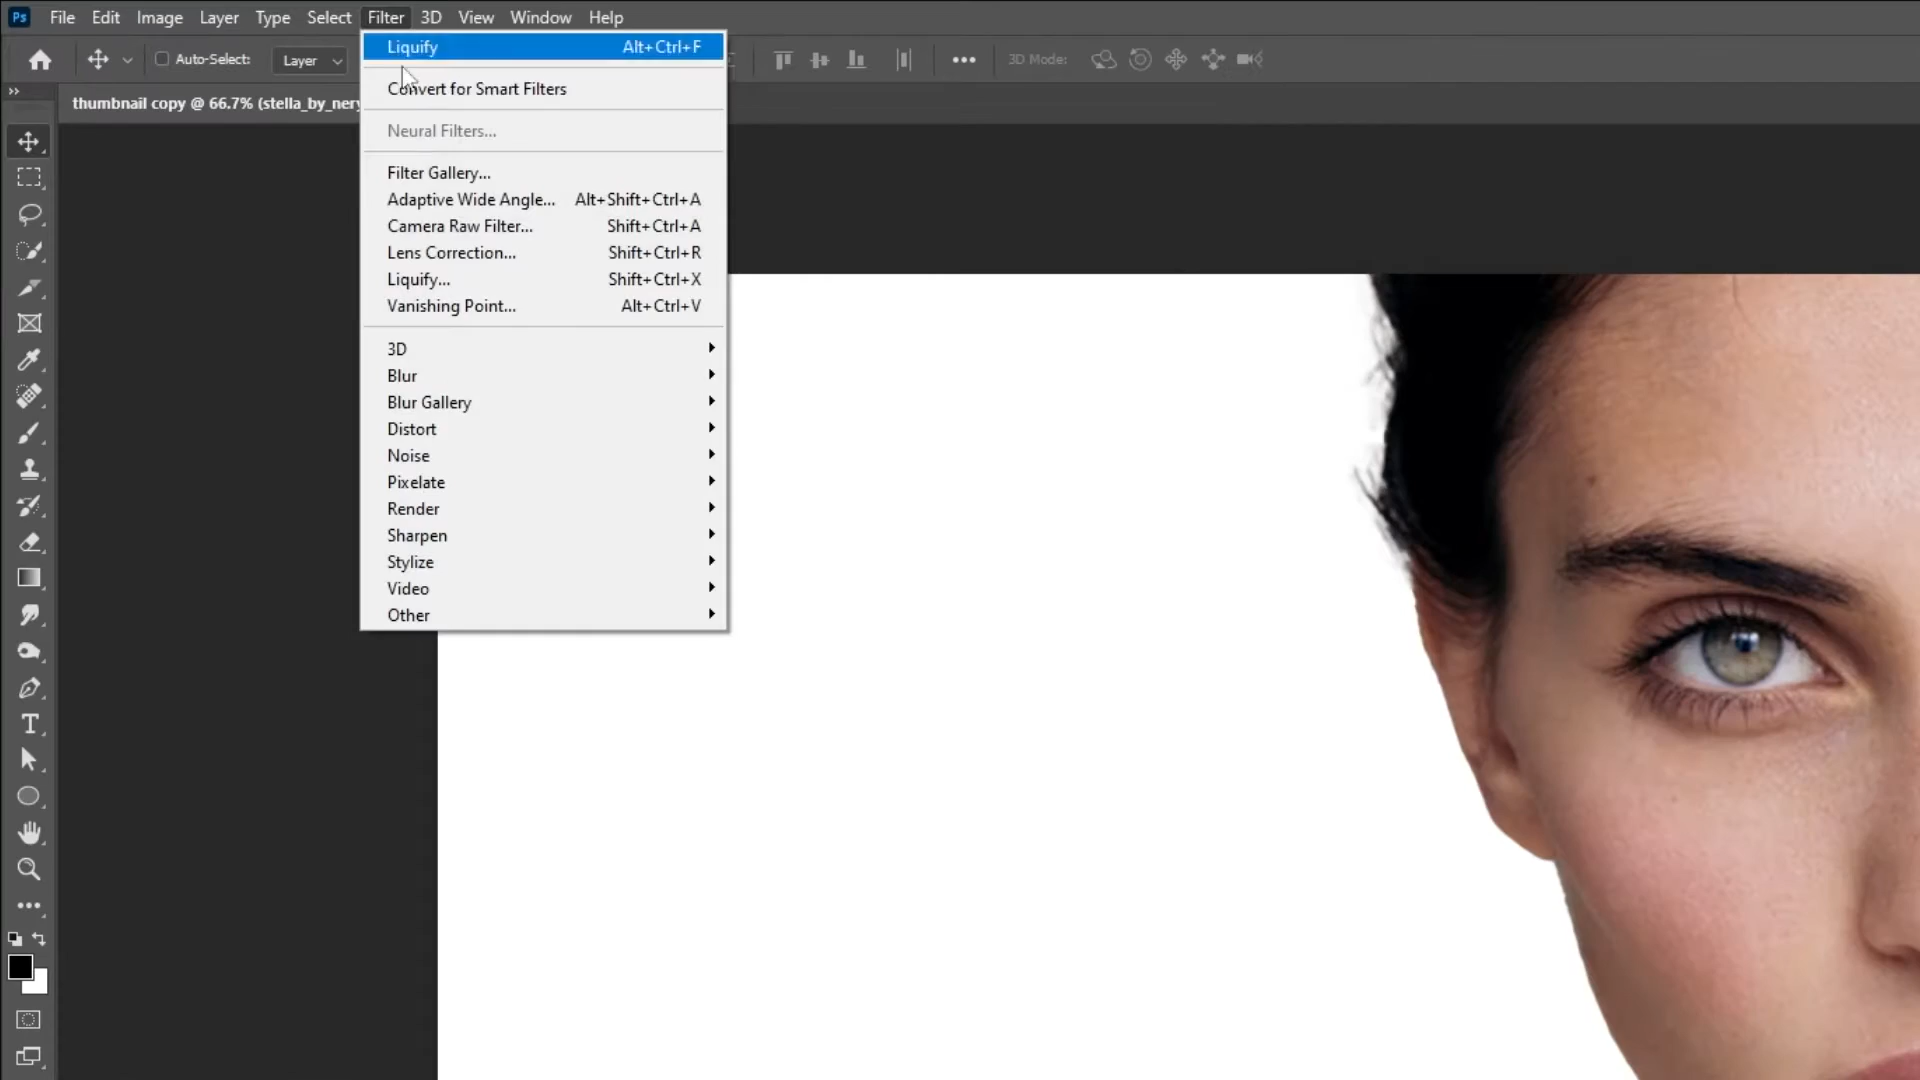 Ps File Edit Image Layer Type Select Filter 3D View Window Help
Auto-Select: Layer 3D Mode:
thumbnail copy @ 66.7% (stella_by_nery
Liquify Alt+Ctrl+F
Convert for Smart Filters
Neural Filters...
Filter Gallery...
Adaptive Wide Angle... Alt+Shift+Ctrl+A
Camera Raw Filter... Shift+Ctrl+A
Lens Correction... Shift+Ctrl+R
Liquify... Shift+Ctrl+X
Vanishing Point... Alt+Ctrl+V
3D
Blur
Blur Gallery
Distort
Noise
Pixelate
Render
Sharpen
Stylize
Video
Other